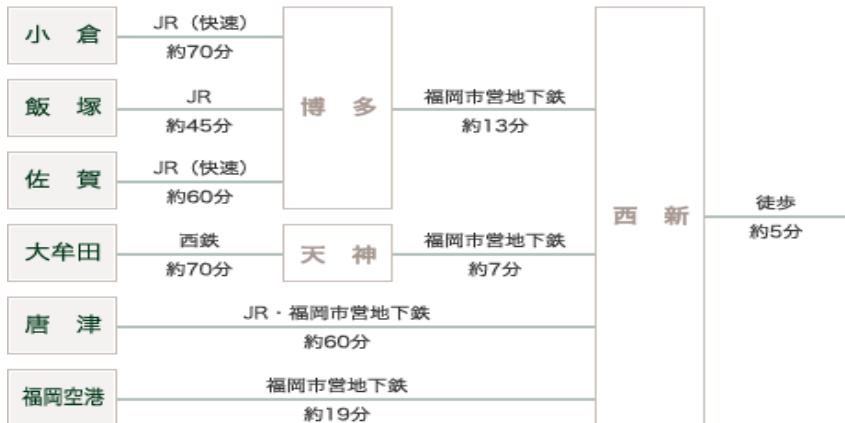 小倉
JR（快速）
約70分
飯塚
JR
約45分
佐賀
JR（快速）
約60分
博多
福岡市営地下鉄
約13分
大牟田
西鉄
約70分
天神
福岡市営地下鉄
約7分
唐津
JR・福岡市営地下鉄
約60分
福岡空港
福岡市営地下鉄
約19分
西新
徒歩
約5分